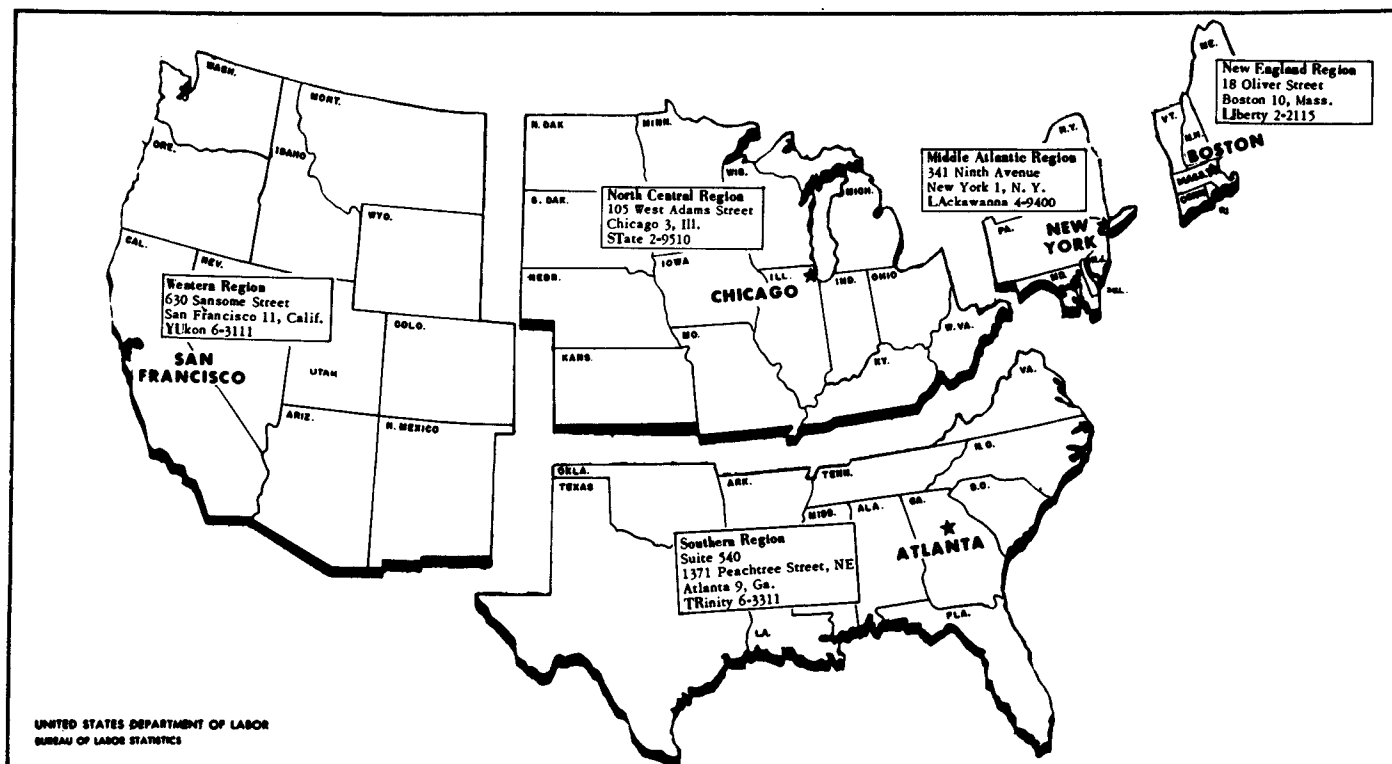 WASH.
MORT.
ORE.
IDAHO
WYO.
CAL.
NEV.
Western Region
630 Sansome Street
San Francisco 11, Calif.
YUkon 6-3111
SAN
FRANCISCO
UTAH
COLO.
ARIZ.
N. MEXICO
N. DAK
MINN.
S. DAK.
WIS.
MICH.
North Central Region
105 West Adams Street
Chicago 3, Ill.
STate 2-9510
NEBR.
IOWA
ILL.
IND.
OHIO
CHICAGO
KANS.
MO.
KY.
W. VA.
ME.
New England Region
18 Oliver Street
Boston 10, Mass.
LIberty 2-2115
VT.
N.H.
BOSTON
MASS.
CONN.
RI
N.Y.
Middle Atlantic Region
341 Ninth Avenue
New York 1, N. Y.
LAckawanna 4-9400
PA.
NEW
YORK
N.J.
MD.
DEL.
VA.
OKLA.
TEXAS
ARK.
TENN.
N. C.
S.C.
MISS.
ALA.
GA.
ATLANTA
Southern Region
Suite 540
1371 Peachtree Street, NE
Atlanta 9, Ga.
TRinity 6-3311
LA.
FLA.
UNITED STATES DEPARTMENT OF LABOR
BUREAU OF LABOR STATISTICS